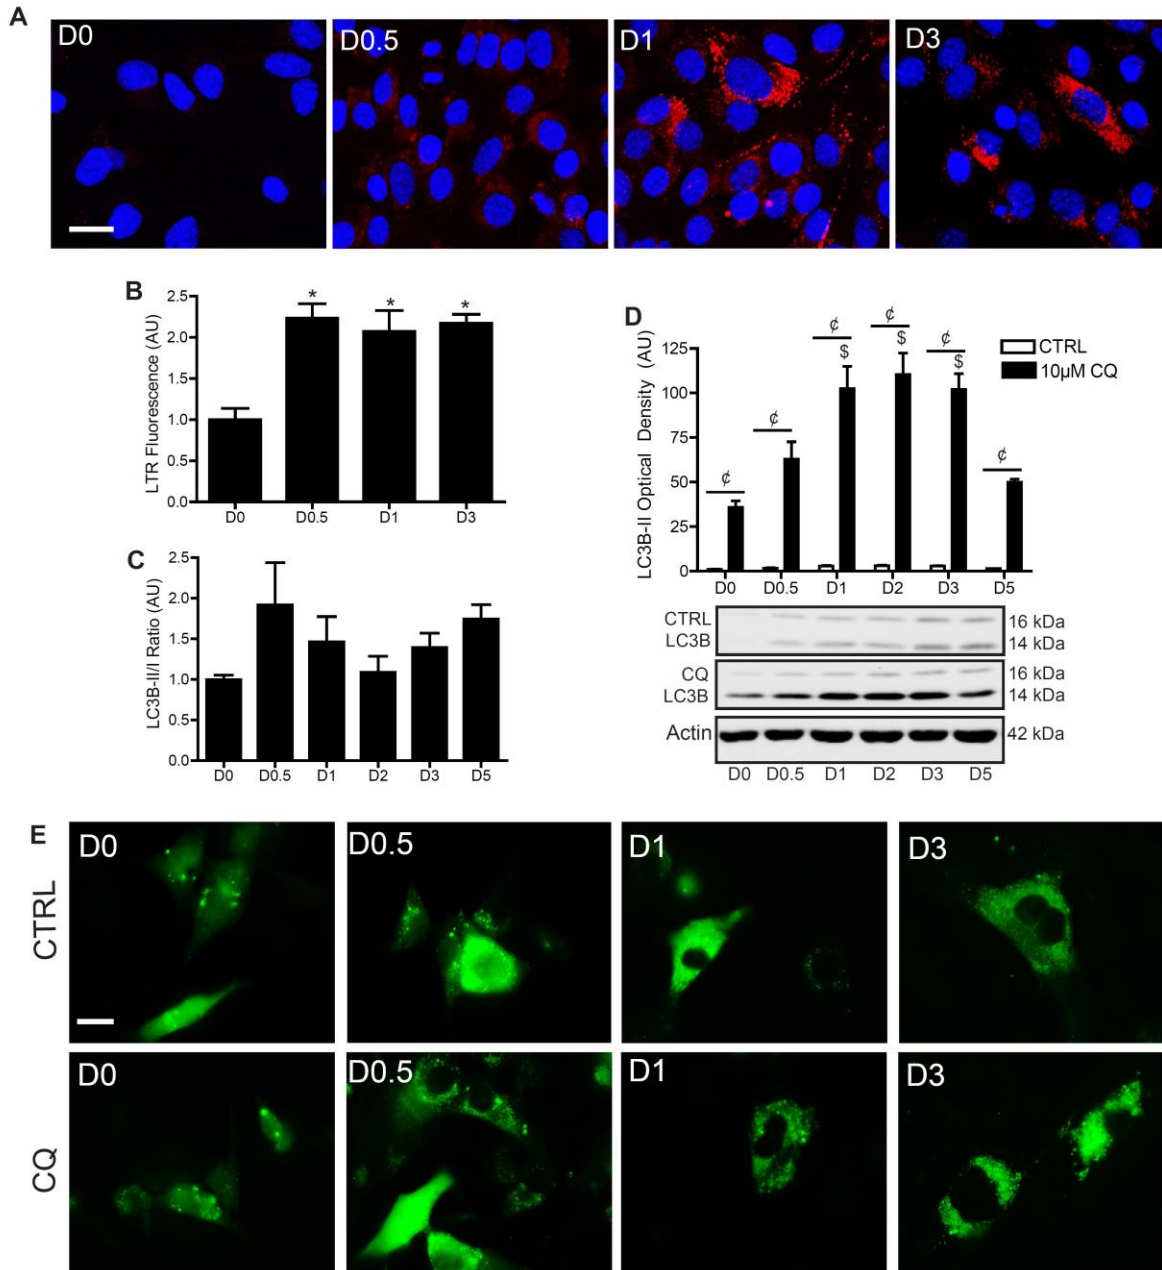 A
D0
D0.5
D1
D3
B
LTR Fluorescence (AU)
2.5
2.0
1.5
1.0
0.5
0.0
*
*
*
D0
D0.5
D1
D3
C
LC3B-II/I Ratio (AU)
2.5
2.0
1.5
1.0
0.5
0.0
D0
D0.5
D1
D2
D3
D5
D
LC3B-II Optical Density (AU)
125
100
75
50
25
0
¢
¢
¢
$
¢
$
¢
$
¢
CTRL
10µM CQ
D0
D0.5
D1
D2
D3
D5
CTRL
LC3B
16 kDa
14 kDa
CQ
LC3B
16 kDa
14 kDa
Actin
42 kDa
D0
D0.5
D1
D2
D3
D5
E
CTRL
D0
D0.5
D1
D3
CQ
D0
D0.5
D1
D3